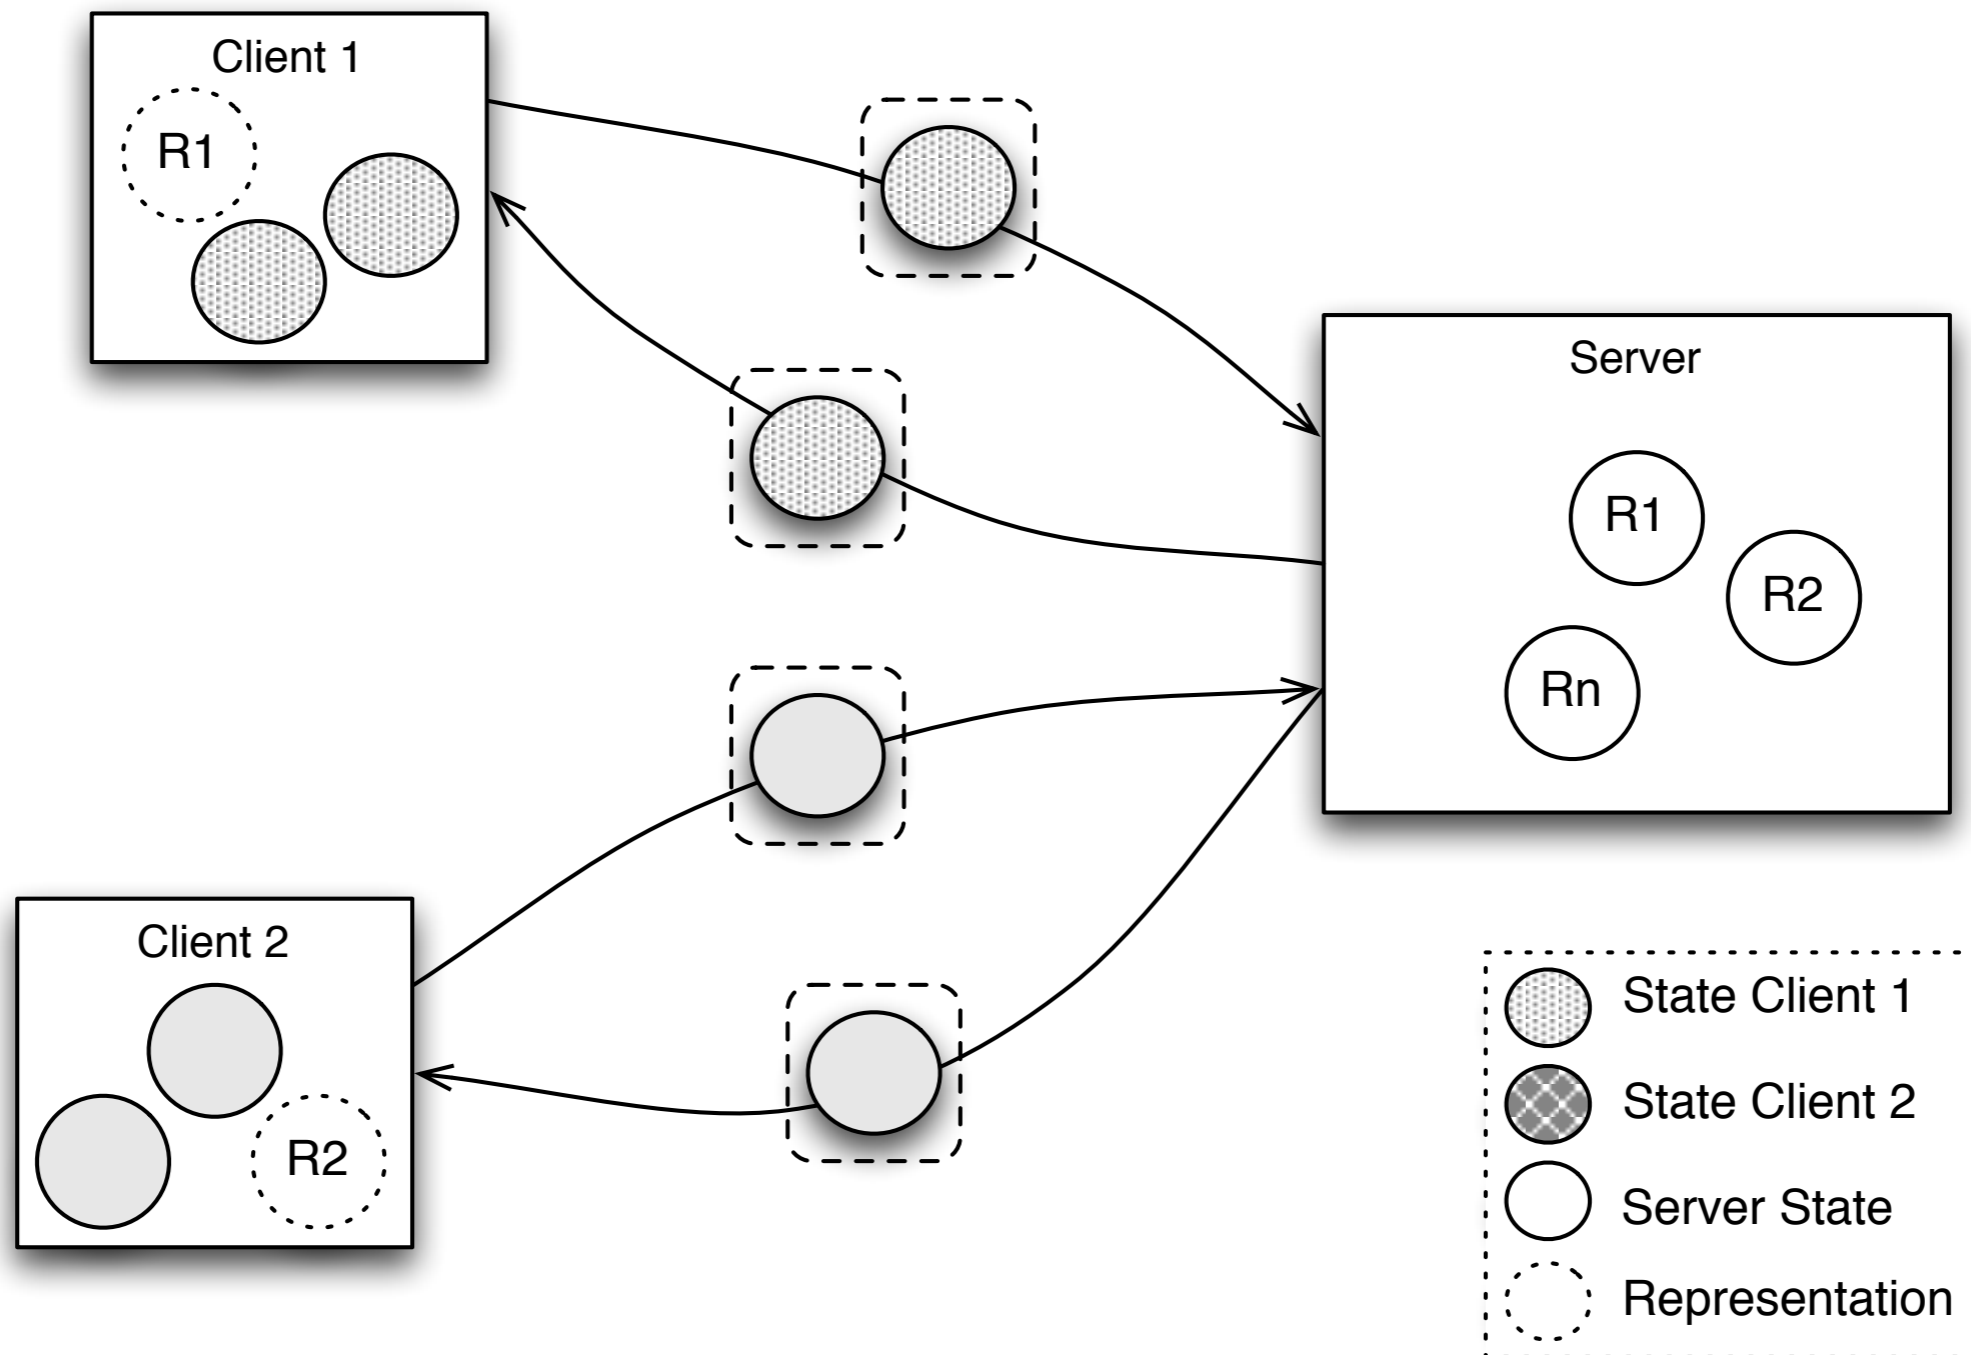 Client 1
R1
Server
R1
R2
Rn
Client 2
R2
State Client 1
State Client 2
Server State
Representation